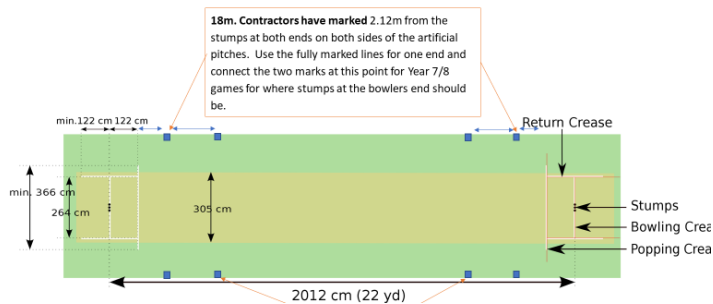 18m. Contractors have marked 2.12m from the
stumps at both ends on both sides of the artificial
pitches. Use the fully marked lines for one end and
connect the two marks at this point for Year 7/8
games for where stumps at the bowlers end should
be.
min.122 cm 122 cm
Return Crease
min. 366 cm
264 cm
305 cm
Stumps
Bowling Crea
Popping Crea
2012 cm (22 yd)